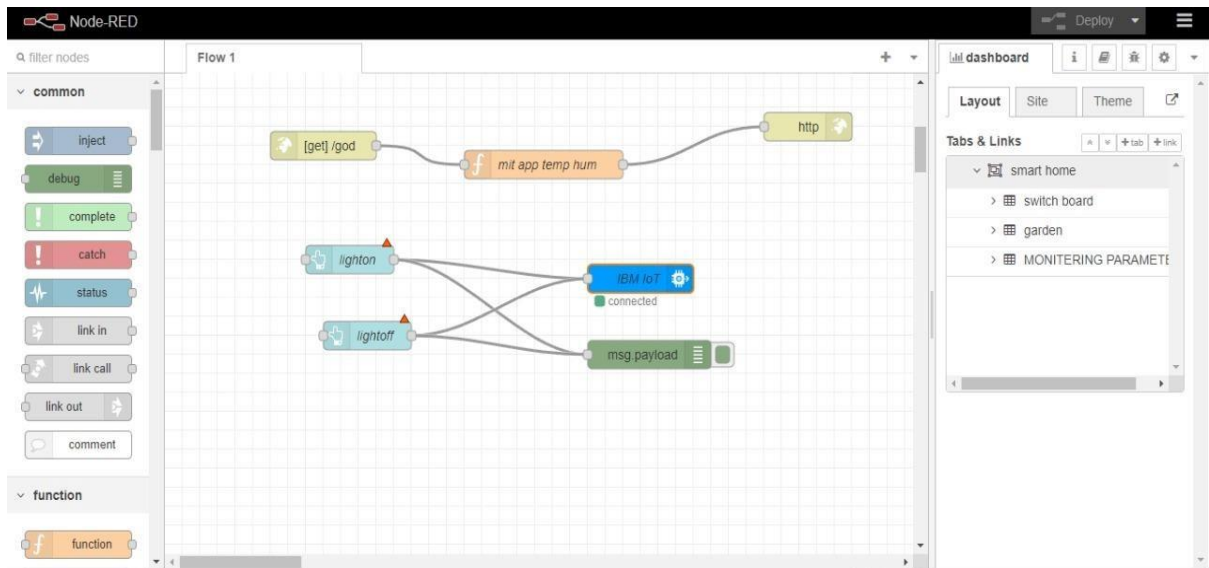 Node-RED
Deploy
filter nodes
Flow 1
dashboard
i
common
Layout
Site
Theme
inject
[get] /god
http
Tabs & Links
+tab
+link
f
mit app temp hum
debug
smart home
complete
switch board
catch
lighton
garden
status
IBM IoT
MONITERING PARAMETE
connected
link in
lightoff
msg.payload
link call
link out
comment
function
f
function